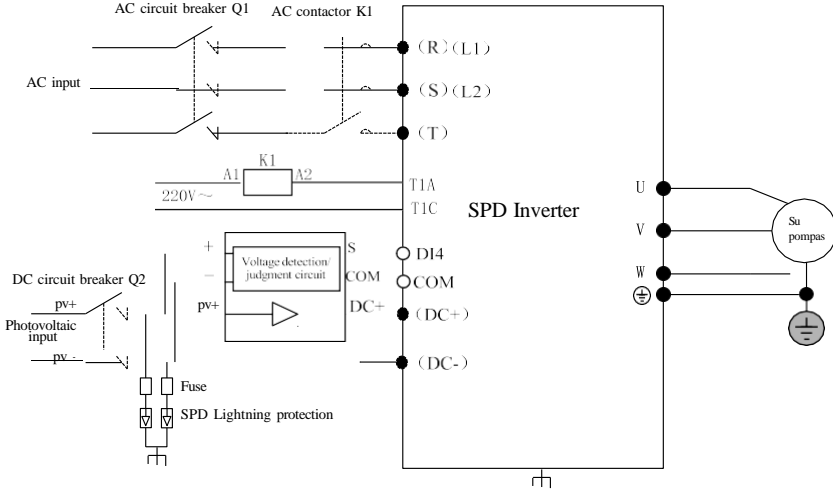 AC circuit breaker Q1
AC contactor K1
(R)(L1)
AC input
(S)(L2)
(T)
K1
A1
A2
T1A
220V~
T1C
SPD Inverter
U
V
W
Su
pompas
+
Voltage detection/
judgment circuit
S
DI4
-
COM
COM
DC circuit breaker Q2
pv+
pv+
DC+
(DC+)
Photovoltaic
input
pv -
(DC-)
Fuse
SPD Lightning protection